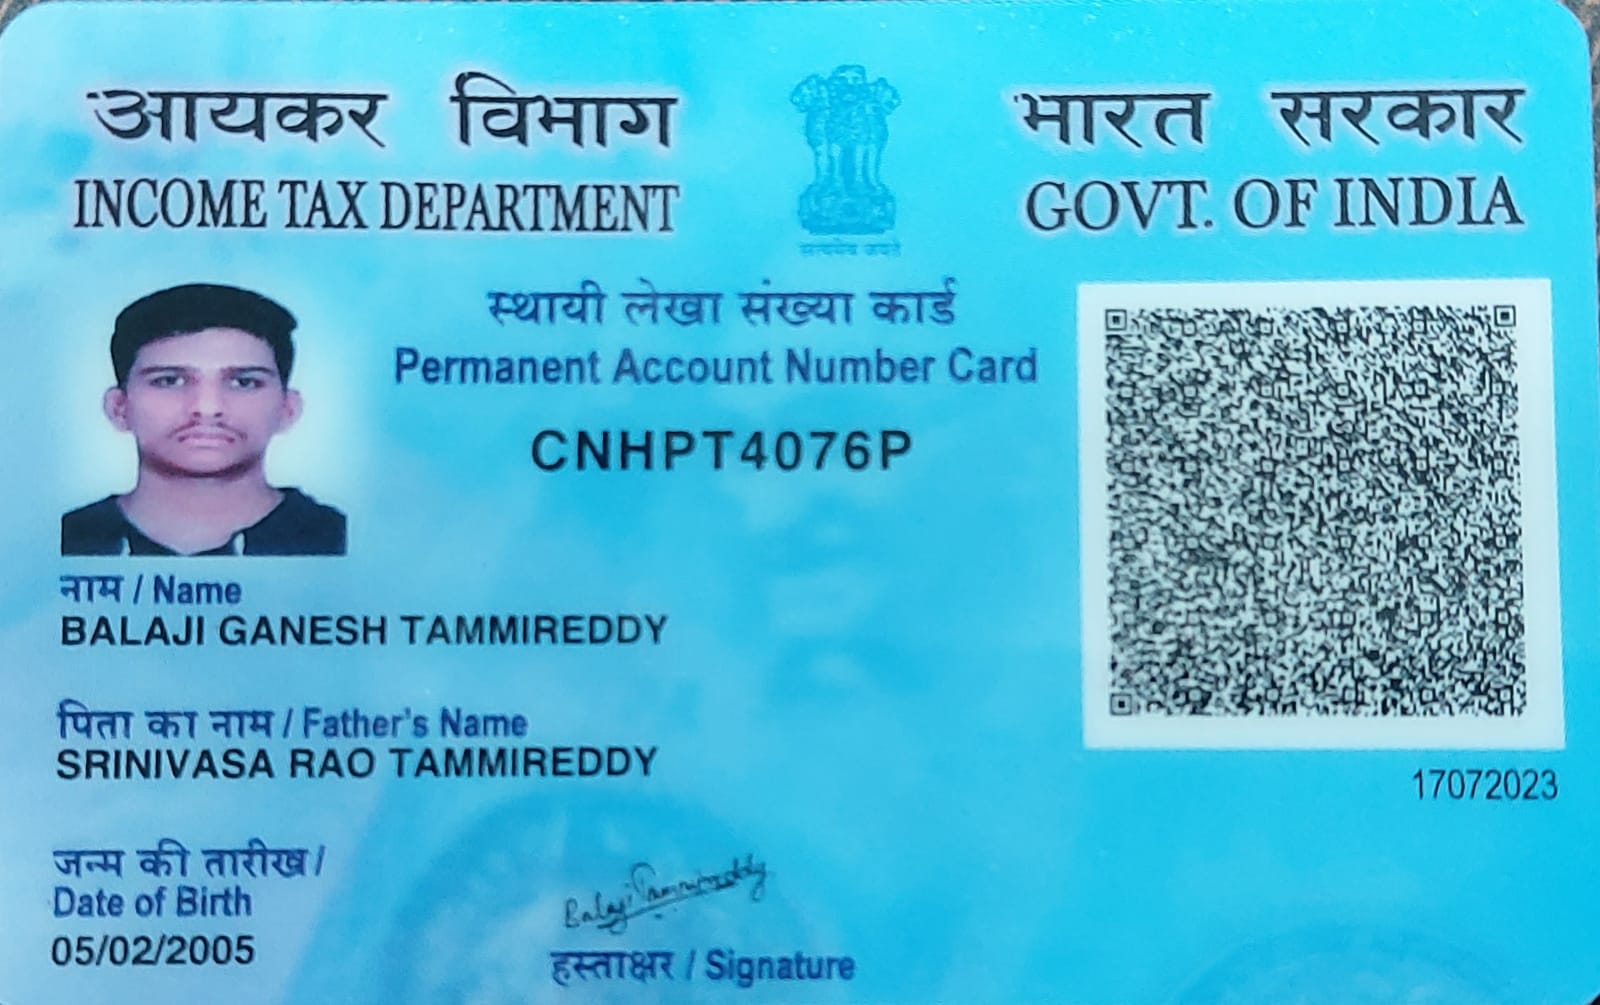 आयकर विभाग
INCOME TAX DEPARTMENT
सत्यमेव जयते
भारत सरकार
GOVT. OF INDIA
स्थायी लेखा संख्या कार्ड
Permanent Account Number Card
CNHPT4076P
नाम / Name
BALAJI GANESH TAMMIREDDY
पिता का नाम / Father's Name
SRINIVASA RAO TAMMIREDDY
17072023
जन्म की तारीख /
Date of Birth
05/02/2005
Balaji Tammireddy
हस्ताक्षर / Signature